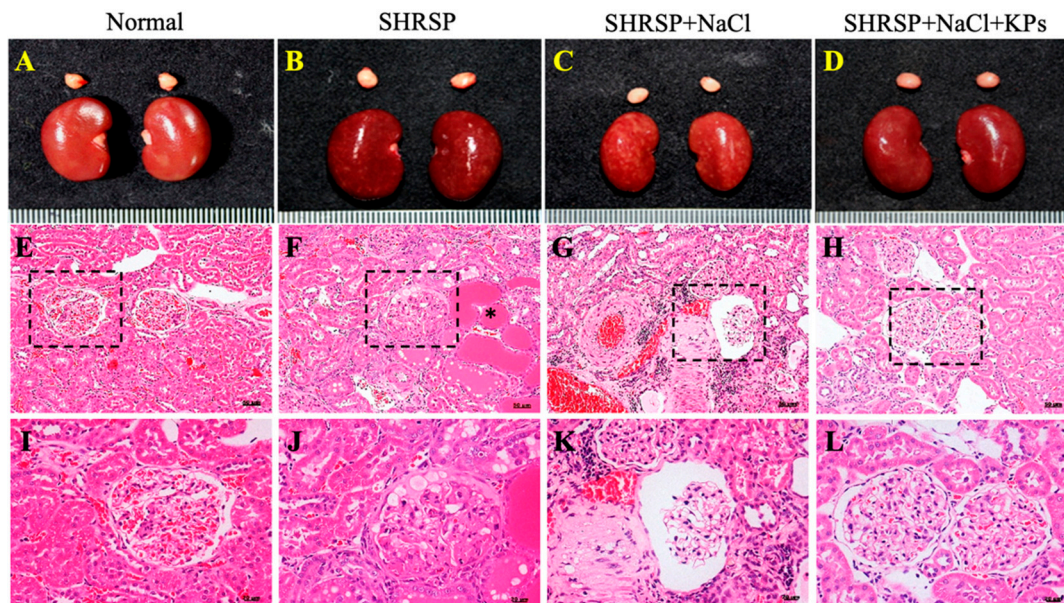 Normal SHRSP SHRSP+NaCl SHRSP+NaCl+KPs
A B C D
E F G H
*
I J K L